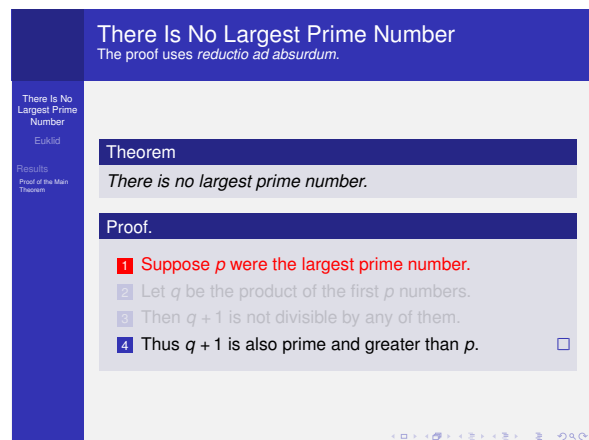 There Is No Largest Prime Number
The proof uses reductio ad absurdum.
There Is No
Largest Prime
Number
Euklid
Results
Proof of the Main
Theorem
Theorem
There is no largest prime number.
Proof.
1 Suppose p were the largest prime number.
2 Let q be the product of the first p numbers.
3 Then q + 1 is not divisible by any of them.
4 Thus q + 1 is also prime and greater than p.